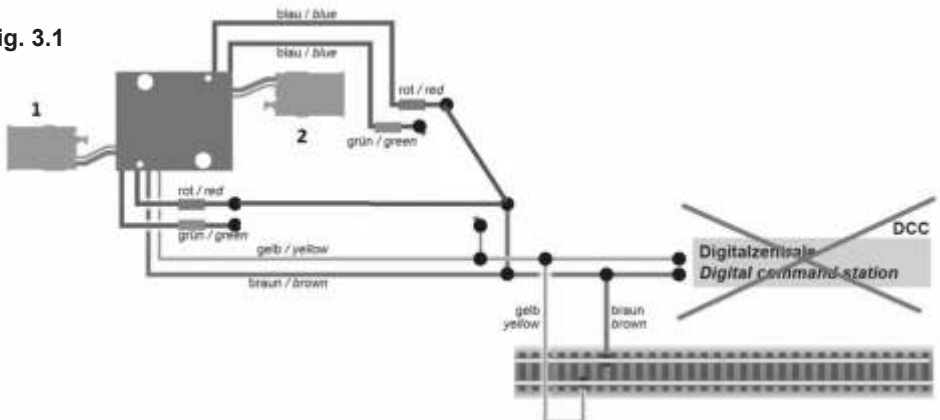 ig. 3.1
blau / blue
blau / blue
1
2
rot / red
grün / green
rot / red
grün / green
gelb / yellow
braun / brown
DCC
Digitalzentrale
Digital command station
gelb
yellow
braun
brown